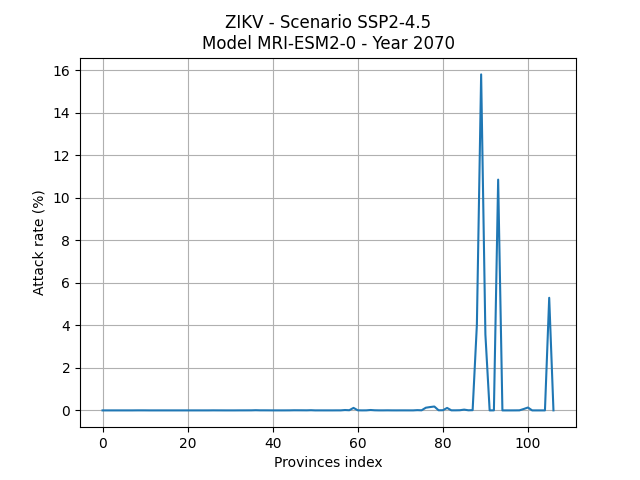 ZIKV - Scenario SSP2-4.5
Model MRI-ESM2-0 - Year 2070
16
14
12
10
8
6
4
2
0
Attack rate (%)
0 20 40 60 80 100
Provinces index